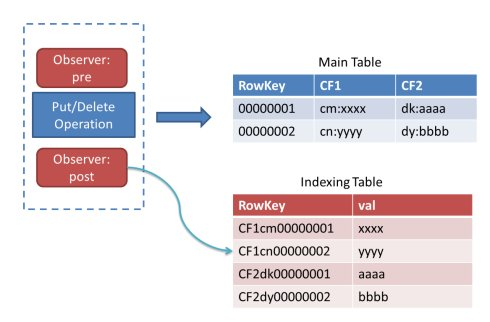 Observer:
pre
Put/Delete
Operation
Observer:
post
Main Table
RowKey CF1 CF2
00000001 cm:xxxx dk:aaaa
00000002 cn:yyyy dy:bbbb
Indexing Table
RowKey val
CF1cm00000001 xxxx
CF1cn00000002 yyyy
CF2dk00000001 aaaa
CF2dy00000002 bbbb